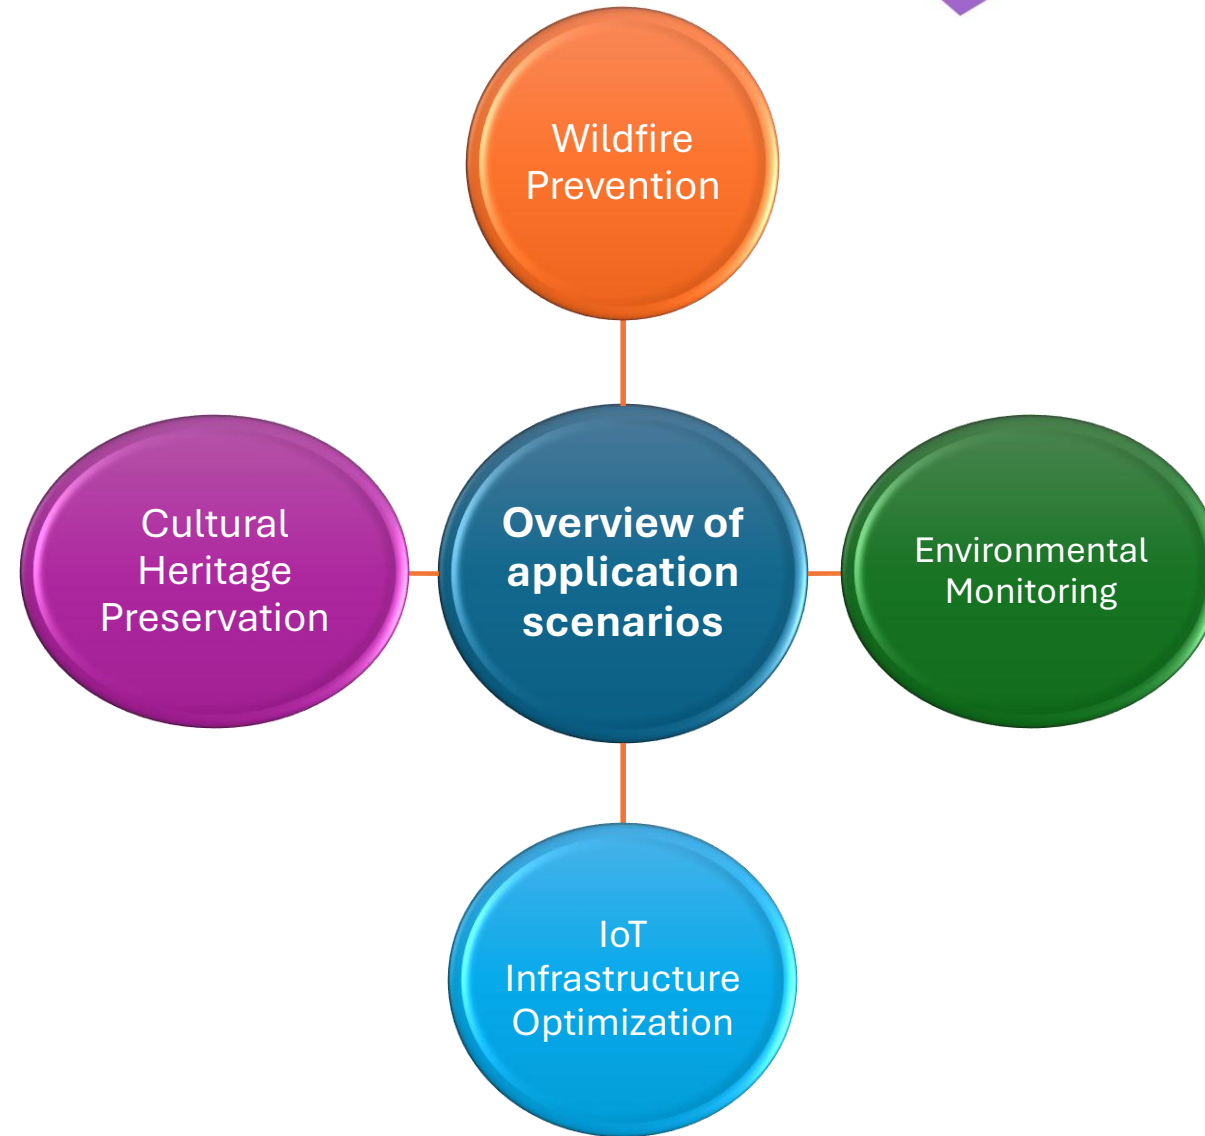 Wildfire
Prevention
Cultural
Heritage
Preservation
Overview of
application
scenarios
Environmental
Monitoring
IoT
Infrastructure
Optimization